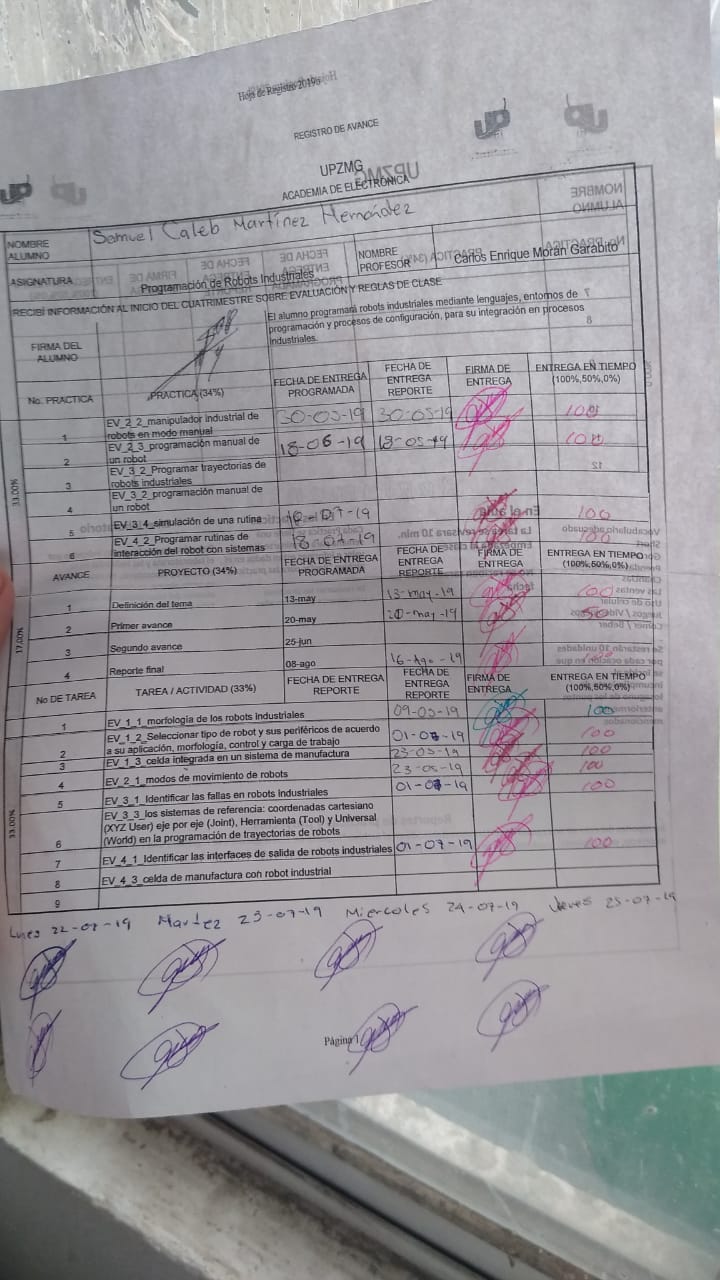 Hoja de Registro 2019
REGISTRO DE AVANCE
UPZMG
ACADEMIA DE ELECTRÓNICA
NOMBRE ALUMNO Samuel Caleb Martínez Hernández
ASIGNATURA Programación de Robots Industriales NOMBRE PROFESOR Carlos Enrique Moran Garabito
RECIBÍ INFORMACIÓN AL INICIO DEL CUATRIMESTRE SOBRE EVALUACIÓN Y REGLAS DE CLASE
FIRMA DEL ALUMNO
El alumno programará robots industriales mediante lenguajes, entornos de
programación y procesos de configuración, para su integración en procesos
industriales.
No. PRACTICA PRACTICA (34%) FECHA DE ENTREGA PROGRAMADA FECHA DE ENTREGA REPORTE FIRMA DE ENTREGA ENTREGA EN TIEMPO (100%,50%,0%)
33.00%
1 EV_2_2_manipulador industrial de robots en modo manual 30-05-19 30-05-19 100
2 EV_2_3_programación manual de un robot 18-06-19 100
3 EV_3_2_Programar trayectorias de robots industriales
4 EV_3_2_programación manual de un robot
5 EV_3_4_simulación de una rutina 100
6 EV_4_2_Programar rutinas de interacción del robot con sistemas 100
AVANCE PROYECTO (34%) FECHA DE ENTREGA PROGRAMADA FECHA DE ENTREGA REPORTE FIRMA DE ENTREGA ENTREGA EN TIEMPO (100%,50%,0%)
17.00%
1 Definición del tema 13-may 13-may-19 100
2 Primer avance 20-may 20-may-19 50
3 Segundo avance 25-jun
4 Reporte final 08-ago 16-Ago-19
No DE TAREA TAREA / ACTIVIDAD (33%) FECHA DE ENTREGA REPORTE FECHA DE ENTREGA REPORTE FIRMA DE ENTREGA ENTREGA EN TIEMPO (100%,50%,0%)
33.00%
1 EV_1_1_morfología de los robots industriales 09-05-19 100
2 EV_1_2_Seleccionar tipo de robot y sus periféricos de acuerdo
a su aplicación, morfología, control y carga de trabajo 01-07-19 100
3 EV_1_3_celda integrada en un sistema de manufactura 23-05-19 100
4 EV_2_1_modos de movimiento de robots 23-05-19 100
5 EV_3_1_Identificar las fallas en robots Industriales 01-07-19 100
6 EV_3_3_los sistemas de referencia: coordenadas cartesiano
(XYZ User) eje por eje (Joint), Herramienta (Tool) y Universal
(World) en la programación de trayectorias de robots
7 EV_4_1_Identificar las interfaces de salida de robots industriales 01-07-19 100
8 EV_4_3_celda de manufactura con robot industrial
9
Lunes 22-07-19 Martez 23-07-19 Miercoles 24-07-19 Jueves 25-07-19
Página 1